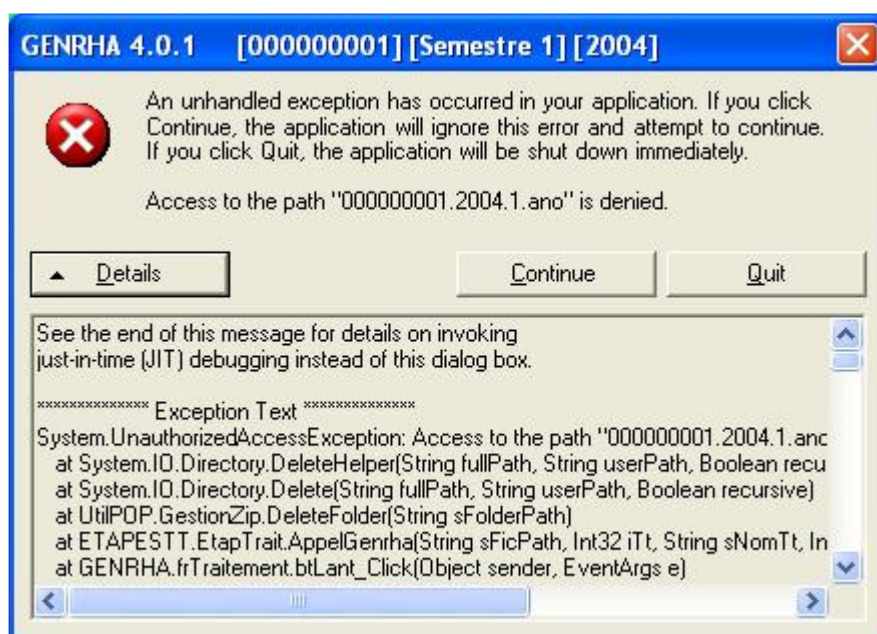 GENRHA 4.0.1 [000000001] [Semestre 1] [2004]
An unhandled exception has occurred in your application. If you click
Continue, the application will ignore this error and attempt to continue.
If you click Quit, the application will be shut down immediately.
Access to the path "000000001.2004.1.ano" is denied.
Details Continue Quit
See the end of this message for details on invoking
just-in-time (JIT) debugging instead of this dialog box.
************** Exception Text **************
System.UnauthorizedAccessException: Access to the path "000000001.2004.1.anc
at System.IO.Directory.DeleteHelper(String fullPath, String userPath, Boolean recu
at System.IO.Directory.Delete(String fullPath, String userPath, Boolean recursive)
at UtilPOP.GestionZip.DeleteFolder(String sFolderPath)
at ETAPESTT.EtapTrait.AppelGenrha(String sFicPath, Int32 iTt, String sNomTt, In
at GENRHA.frTraitement.btLant_Click(Object sender, EventArgs e)